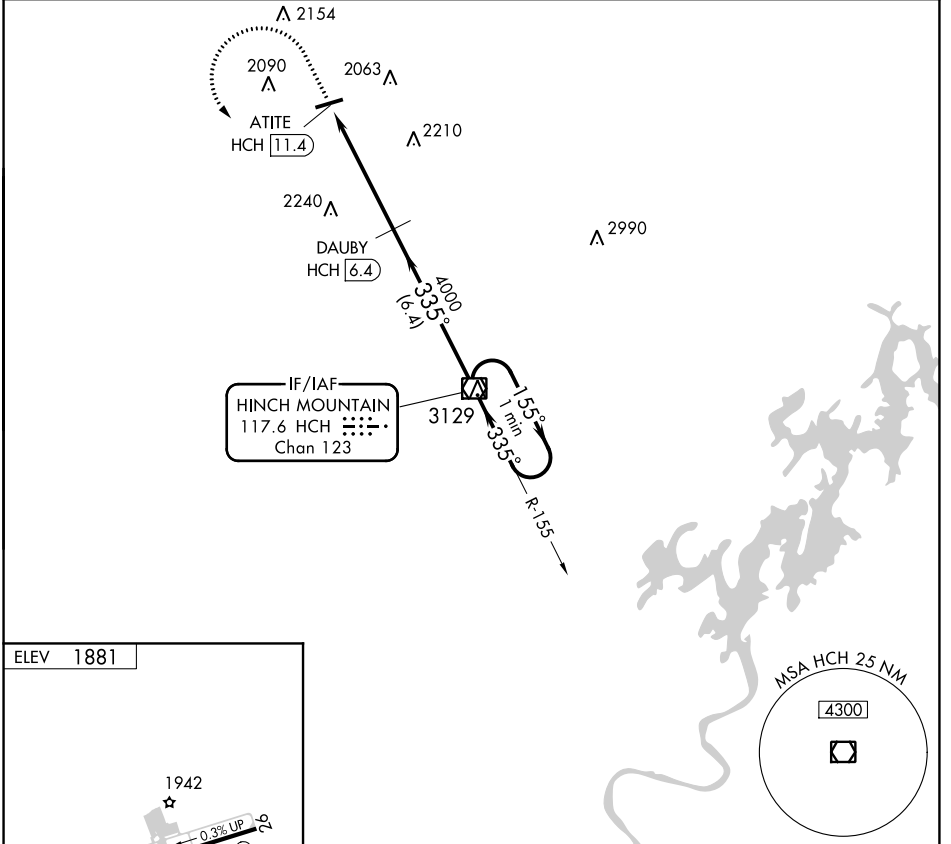 2154
2090
2063
ATITE
HCH 11.4
2210
2240
2990
DAUBY
HCH 6.4
4000
335°
(6.4)
IF/IAF
HINCH MOUNTAIN
117.6 HCH
Chan 123
3129
155°
1 min
335°
R-155
ELEV 1881
MSA HCH 25 NM
4300
1942
0.3% UP
26